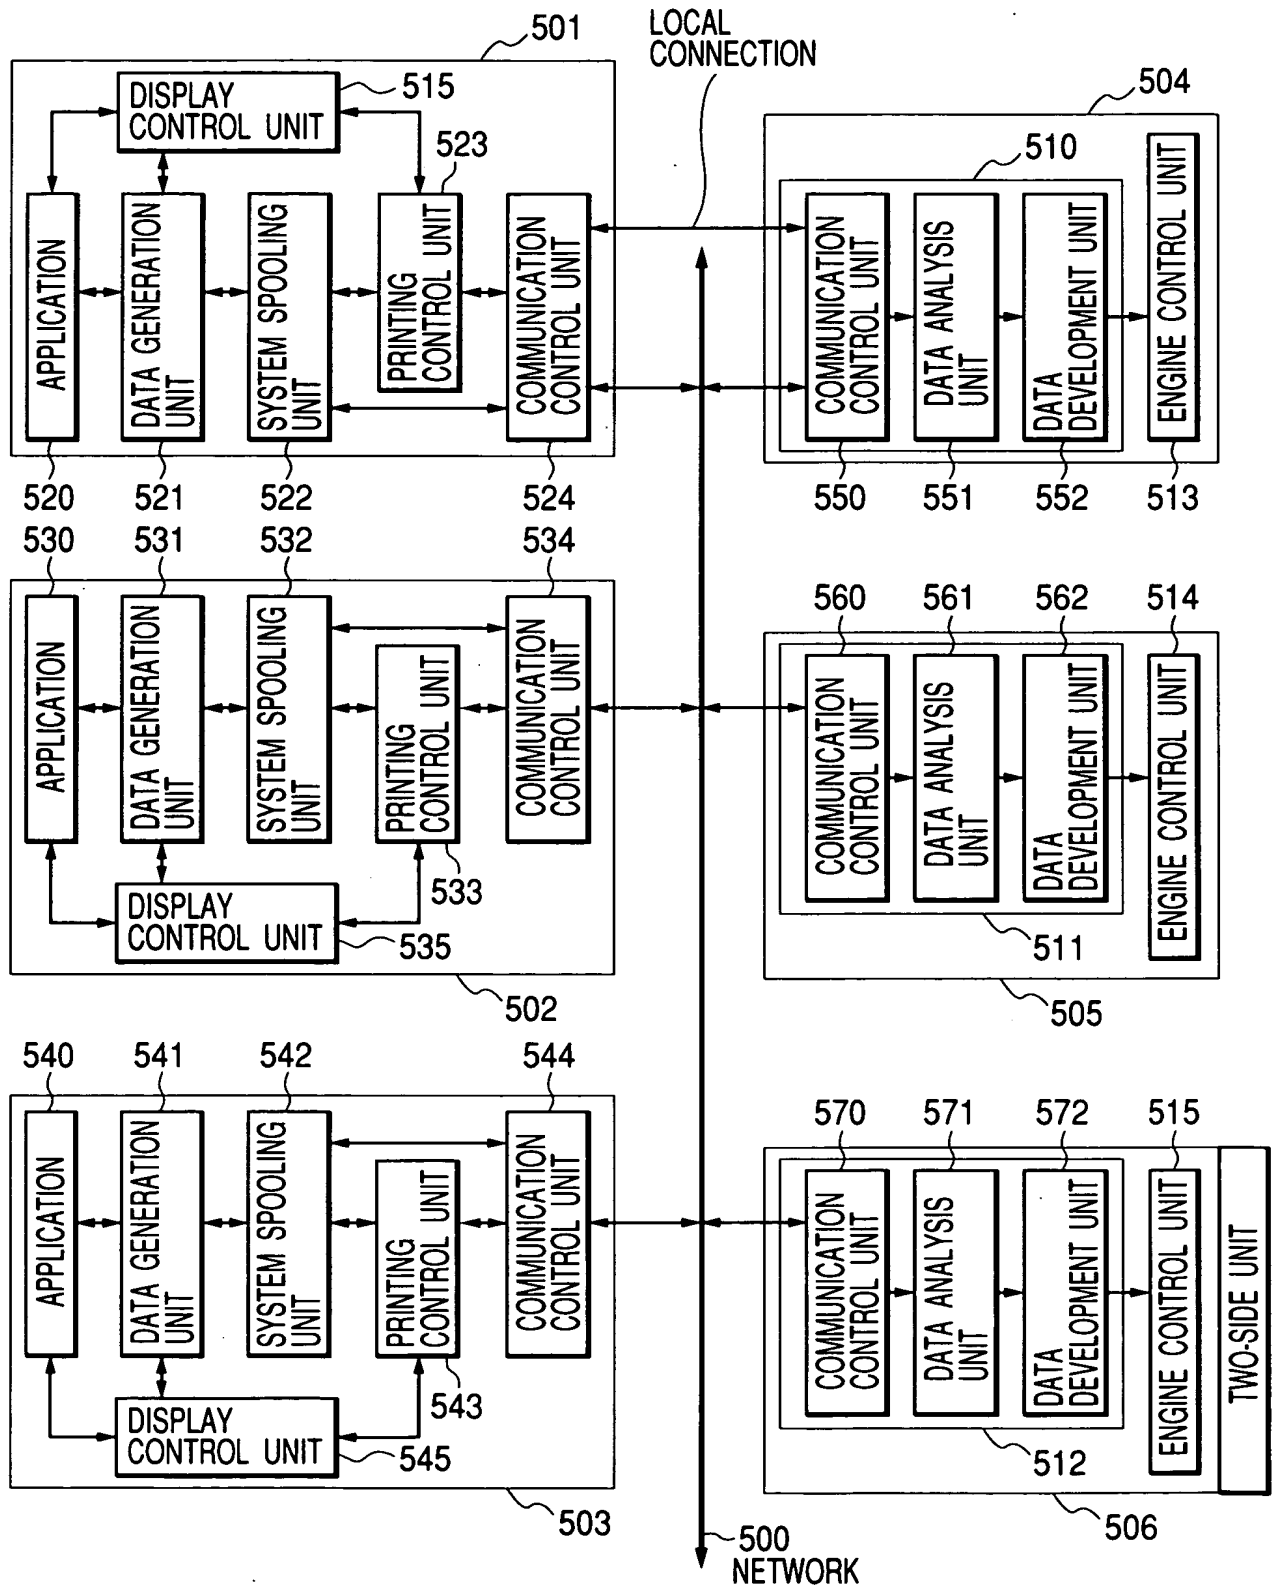 501
LOCAL
CONNECTION
DISPLAY
CONTROL UNIT
515
523
APPLICATION
DATA GENERATION
UNIT
SYSTEM SPOOLING
UNIT
PRINTING
CONTROL UNIT
COMMUNICATION
CONTROL UNIT
520
521
522
524
504
510
COMMUNICATION
CONTROL UNIT
DATA ANALYSIS
UNIT
DATA
DEVELOPMENT UNIT
ENGINE CONTROL UNIT
550
551
552
513
530
531
532
534
APPLICATION
DATA GENERATION
UNIT
SYSTEM SPOOLING
UNIT
PRINTING
CONTROL UNIT
COMMUNICATION
CONTROL UNIT
533
DISPLAY
CONTROL UNIT
535
502
560
561
562
514
COMMUNICATION
CONTROL UNIT
DATA ANALYSIS
UNIT
DATA
DEVELOPMENT UNIT
ENGINE CONTROL UNIT
511
505
540
541
542
544
APPLICATION
DATA GENERATION
UNIT
SYSTEM SPOOLING
UNIT
PRINTING
CONTROL UNIT
COMMUNICATION
CONTROL UNIT
543
DISPLAY
CONTROL UNIT
545
503
570
571
572
515
COMMUNICATION
CONTROL UNIT
DATA ANALYSIS
UNIT
DATA
DEVELOPMENT UNIT
ENGINE CONTROL UNIT
TWO-SIDE UNIT
512
506
500
NETWORK